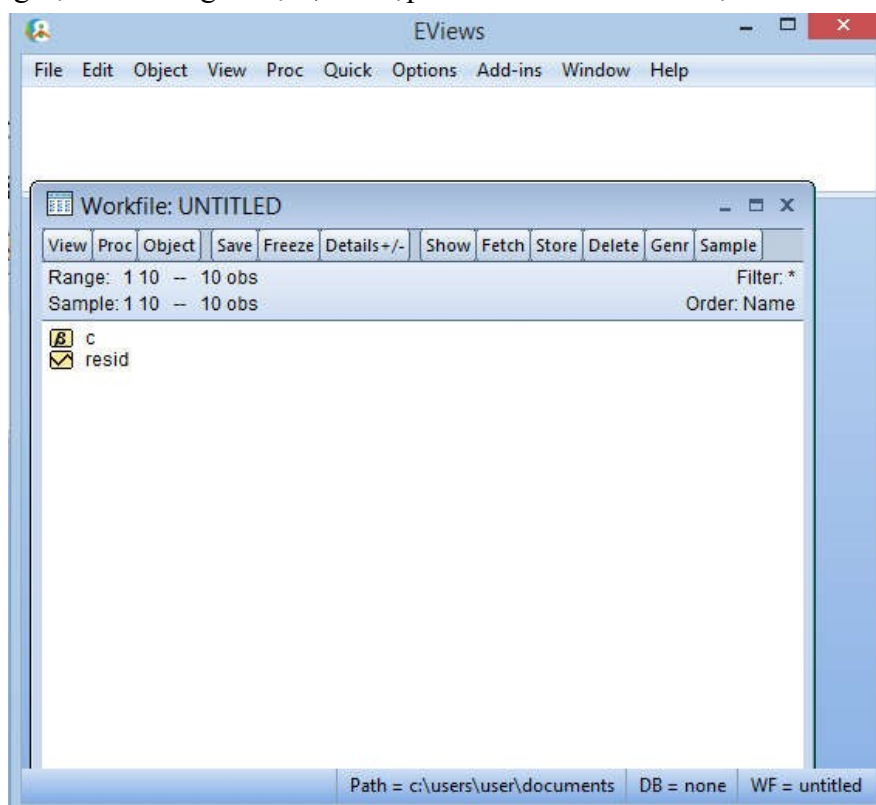 EViews
File Edit Object View Proc Quick Options Add-ins Window Help
Workfile: UNTITLED
View Proc Object Save Freeze Details+/- Show Fetch Store Delete Genr Sample
Range: 1 10 -- 10 obs Filter: *
Sample: 1 10 -- 10 obs Order: Name
β c
resid
Path = c:\users\user\documents DB = none WF = untitled